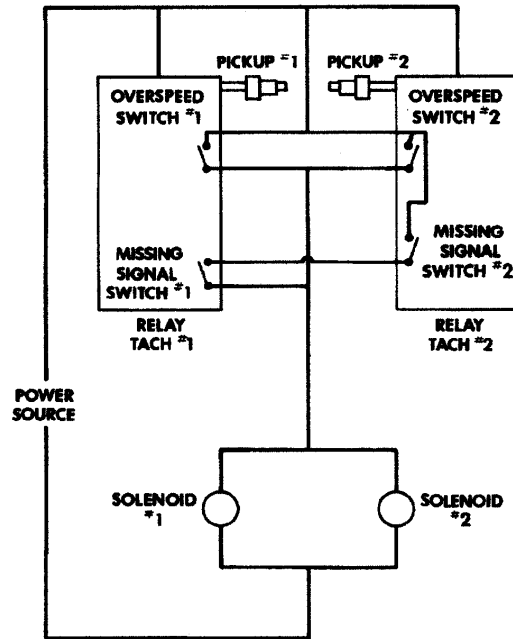 PICKUP #1
PICKUP #2
OVERSPEED
SWITCH #1
OVERSPEED
SWITCH #2
MISSING
SIGNAL
SWITCH #1
MISSING
SIGNAL
SWITCH #2
RELAY
TACH #1
RELAY
TACH #2
POWER
SOURCE
SOLENOID
#1
SOLENOID
#2